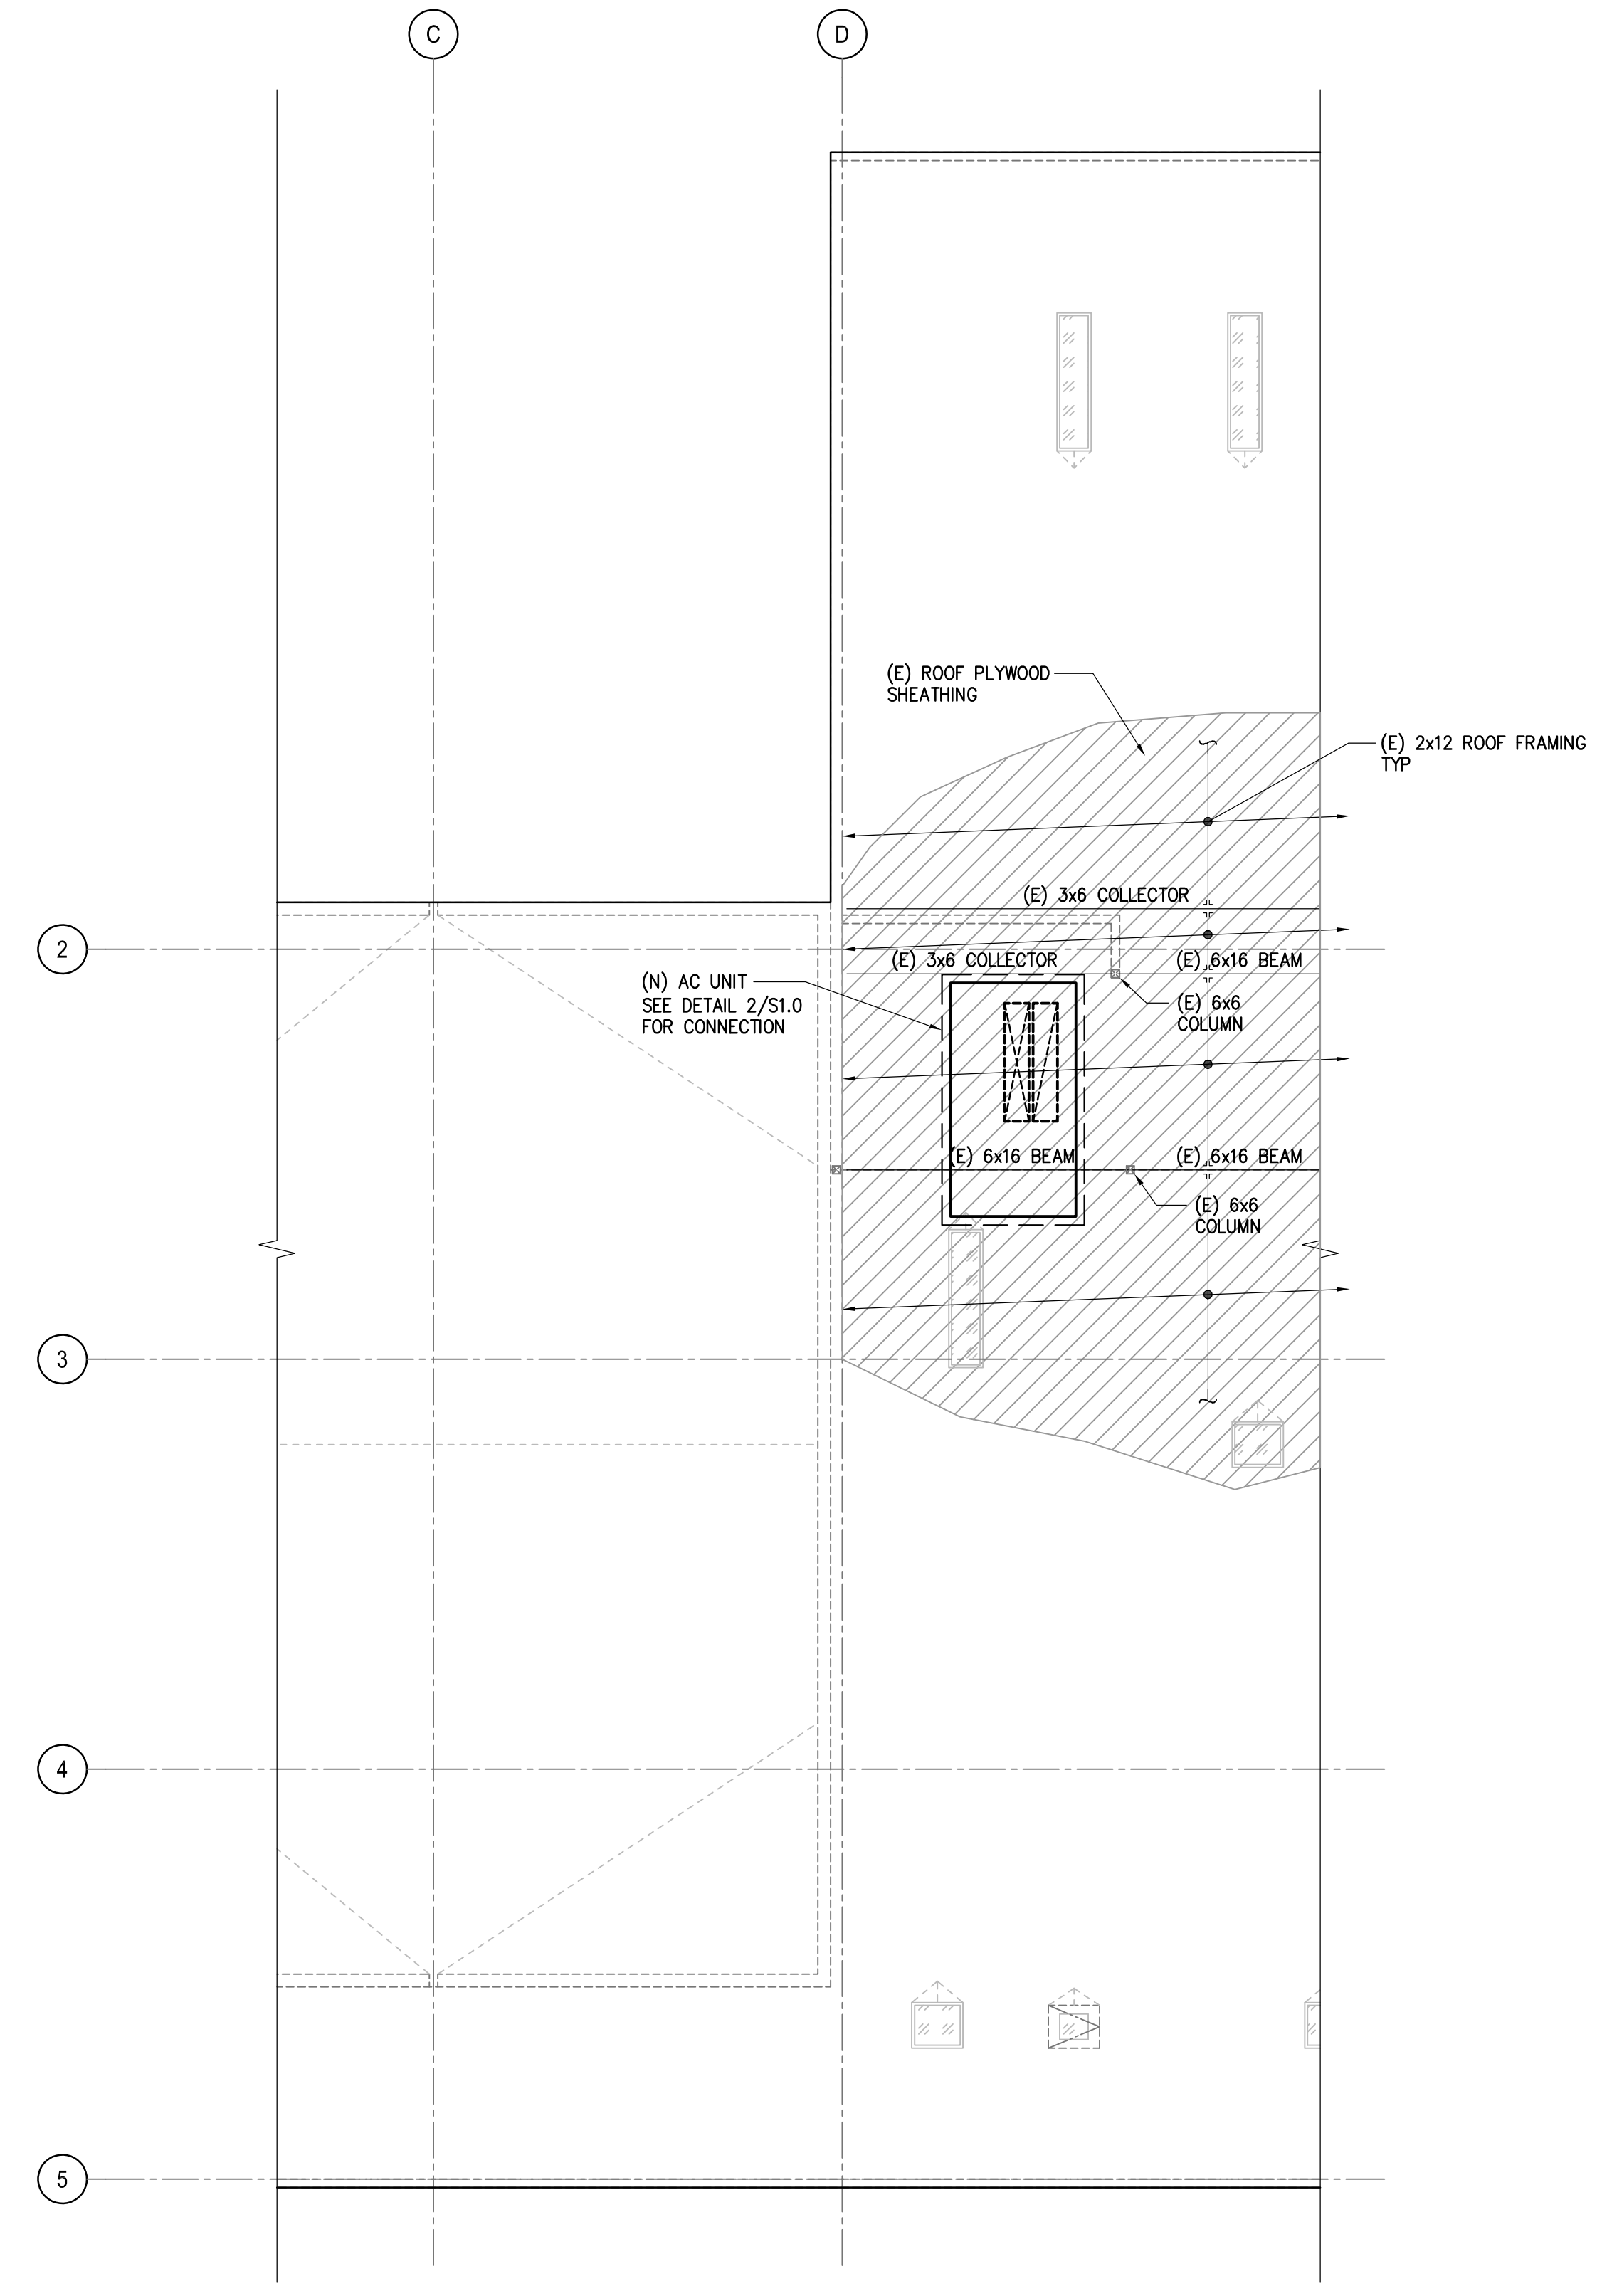 C
D
(E) ROOF PLYWOOD
SHEATHING
(E) 2x12 ROOF FRAMING
TYP
(E) 3x6 COLLECTOR
2
(E) 3x6 COLLECTOR
(E) 6x16 BEAM
(N) AC UNIT
SEE DETAIL 2/S1.0
FOR CONNECTION
(E) 6x6
COLUMN
(E) 6x16 BEAM
(E) 6x16 BEAM
(E) 6x6
COLUMN
3
4
5